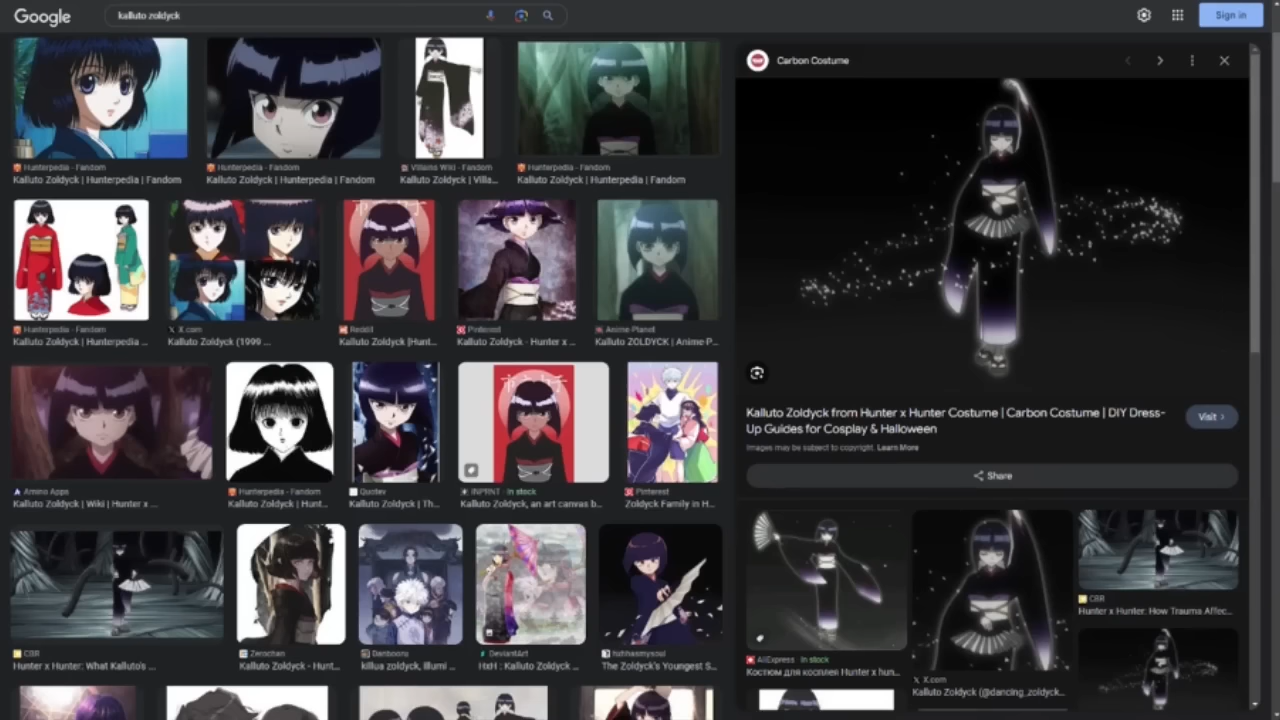 Google
kalluto zoldyck
Sign in
Hunterpedia - Fandom
Kalluto Zoldyck | Hunterpedia | Fandom
Hunterpedia - Fandom
Kalluto Zoldyck | Hunterpedia | Fandom
Villains Wiki - Fandom
Kalluto Zoldyck | Villa...
Hunterpedia - Fandom
Kalluto Zoldyck | Hunterpedia | Fandom
Hunterpedia - Fandom
Kalluto Zoldyck | Hunterpedia ...
X.com
Kalluto Zoldyck (1999 ...
Reddit
Kalluto Zoldyck [Hunt...
Pinterest
Kalluto Zoldyck - Hunter x ...
Anime-Planet
Kalluto ZOLDYCK | Anime-P...
Amino Apps
Kalluto Zoldyck | Wiki | Hunter x ...
Hunterpedia - Fandom
Kalluto Zoldyck | Hunt...
Quotev
Kalluto Zoldyck | Th...
INPRNT · In stock
Kalluto Zoldyck, an art canvas b...
Pinterest
Zoldyck Family in H...
CBR
Hunter x Hunter: What Kalluto's ...
Zerochan
Kalluto Zoldyck - Hunt...
Danbooru
killua zoldyck, illumi ...
DeviantArt
HxH : Kalluto Zoldyck ...
hxhhasmysoul
The Zoldyck's Youngest S...
Carbon Costume
Kalluto Zoldyck from Hunter x Hunter Costume | Carbon Costume | DIY Dress-
Up Guides for Cosplay & Halloween
Visit
Images may be subject to copyright. Learn More
Share
AliExpress · In stock
Костюм для косплея Hunter x hun...
X.com
Kalluto Zoldyck (@dancing_zoldyck...
CBR
Hunter x Hunter: How Trauma Affec...